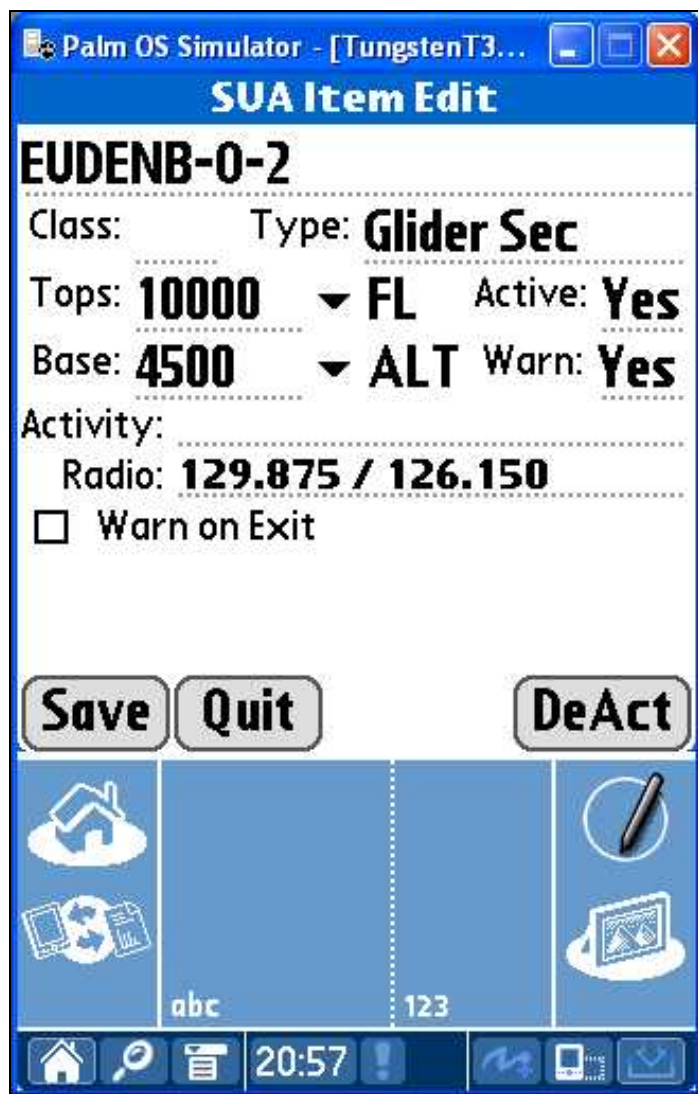 Palm OS Simulator - [TungstenT3...
SUA Item Edit
EUDENB-0-2
Class: Type: Glider Sec
Tops: 10000 FL Active: Yes
Base: 4500 ALT Warn: Yes
Activity:
Radio: 129.875 / 126.150
Warn on Exit
Save Quit DeAct
abc 123
20:57